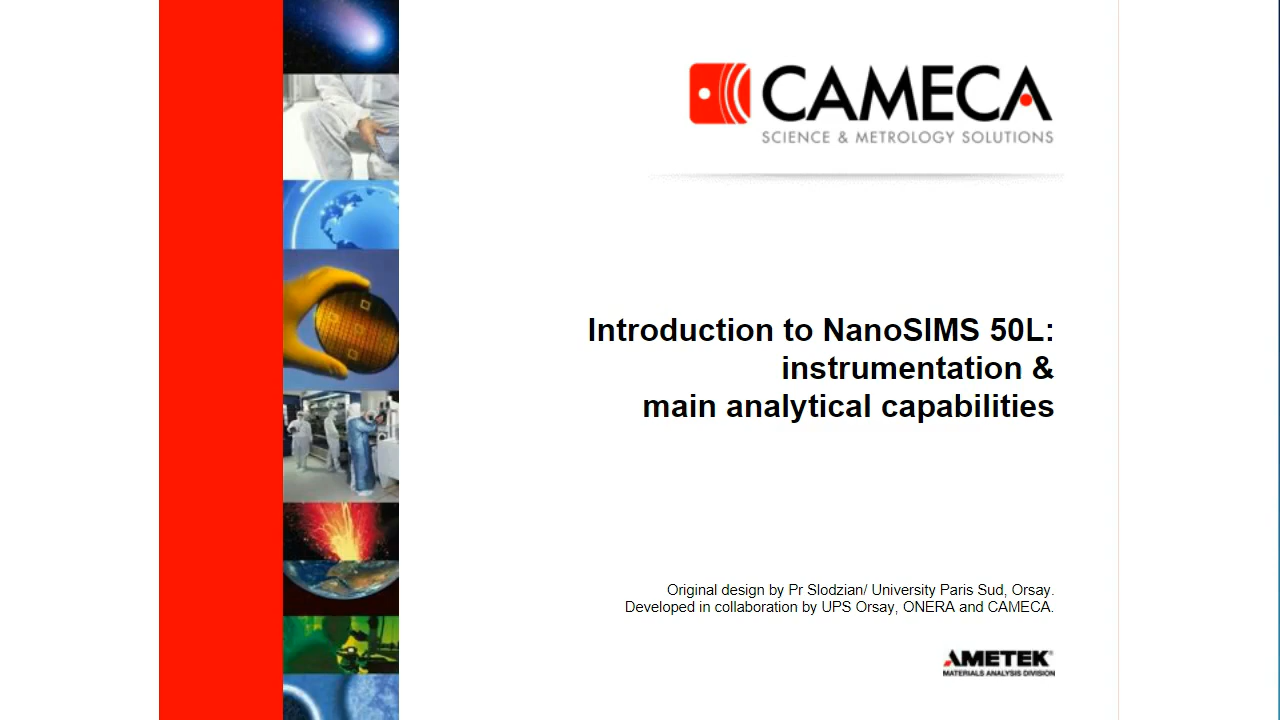 CAMECA
SCIENCE & METROLOGY SOLUTIONS
Introduction to NanoSIMS 50L:
instrumentation &
main analytical capabilities
Original design by Pr Slodzian/ University Paris Sud, Orsay.
Developed in collaboration by UPS Orsay, ONERA and CAMECA.
AMETEK®
MATERIALS ANALYSIS DIVISION